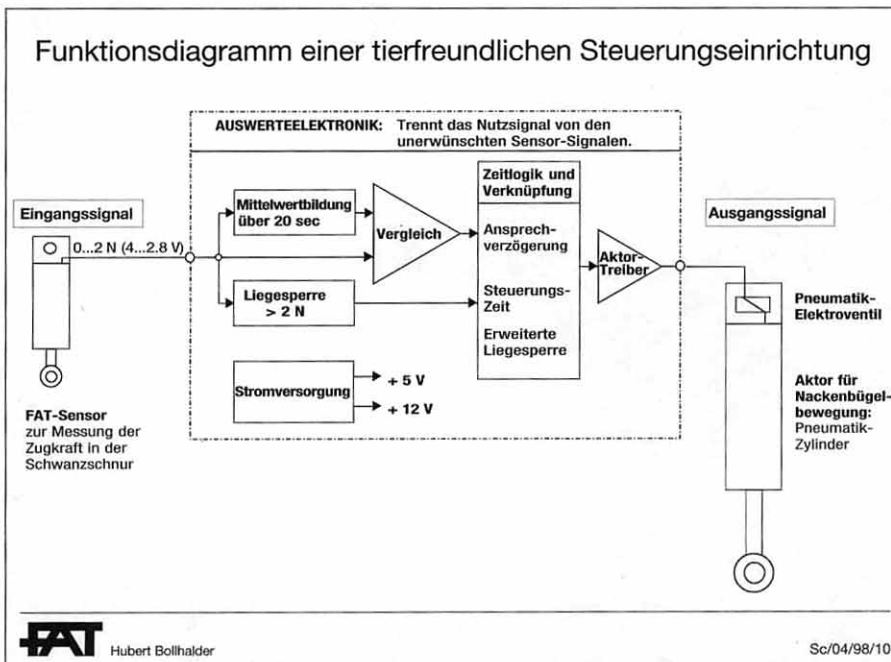 Funktionsdiagramm einer tierfreundlichen Steuerungseinrichtung
AUSWERTEELEKTRONIK: Trennt das Nutzsignal von den
unerwünschten Sensor-Signalen.
Eingangssignal
0...2 N (4...2.8 V)
FAT-Sensor
zur Messung der
Zugkraft in der
Schwanzschnur
Mittelwertbildung
über 20 sec
Vergleich
Liegesperre
> 2 N
Stromversorgung
+ 5 V
+ 12 V
Zeitlogik und
Verknüpfung
Ansprech-
verzögerung
Steuerungs-
Zeit
Erweiterte
Liegesperre
Aktor-
Treiber
Ausgangssignal
Pneumatik-
Elektroventil
Aktor für
Nackenbügel-
bewegung:
Pneumatik-
Zylinder
FAT Hubert Bollhalder
Sc/04/98/10